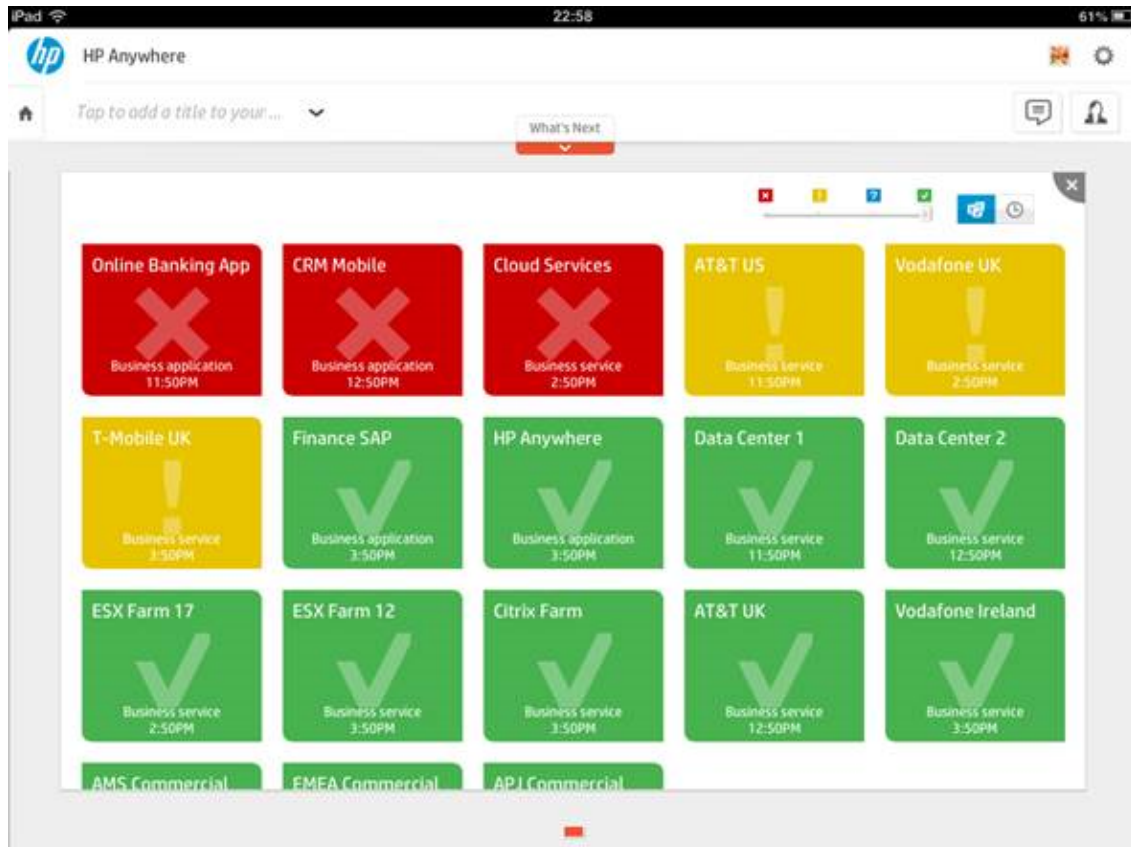 iPad 22:58 61%
hp HP Anywhere
Tap to add a title to your ...
What's Next
Online Banking App
Business application
11:50PM
CRM Mobile
Business application
12:50PM
Cloud Services
Business service
2:50PM
AT&T US
Business service
11:50PM
Vodafone UK
Business service
2:50PM
T-Mobile UK
Business service
3:50PM
Finance SAP
Business application
3:50PM
HP Anywhere
Business application
3:50PM
Data Center 1
Business service
11:50PM
Data Center 2
Business service
12:50PM
ESX Farm 17
Business service
2:50PM
ESX Farm 12
Business service
3:50PM
Citrix Farm
Business service
3:50PM
AT&T UK
Business service
12:50PM
Vodafone Ireland
Business service
3:50PM
AMS Commercial
EMEA Commercial
APJ Commercial